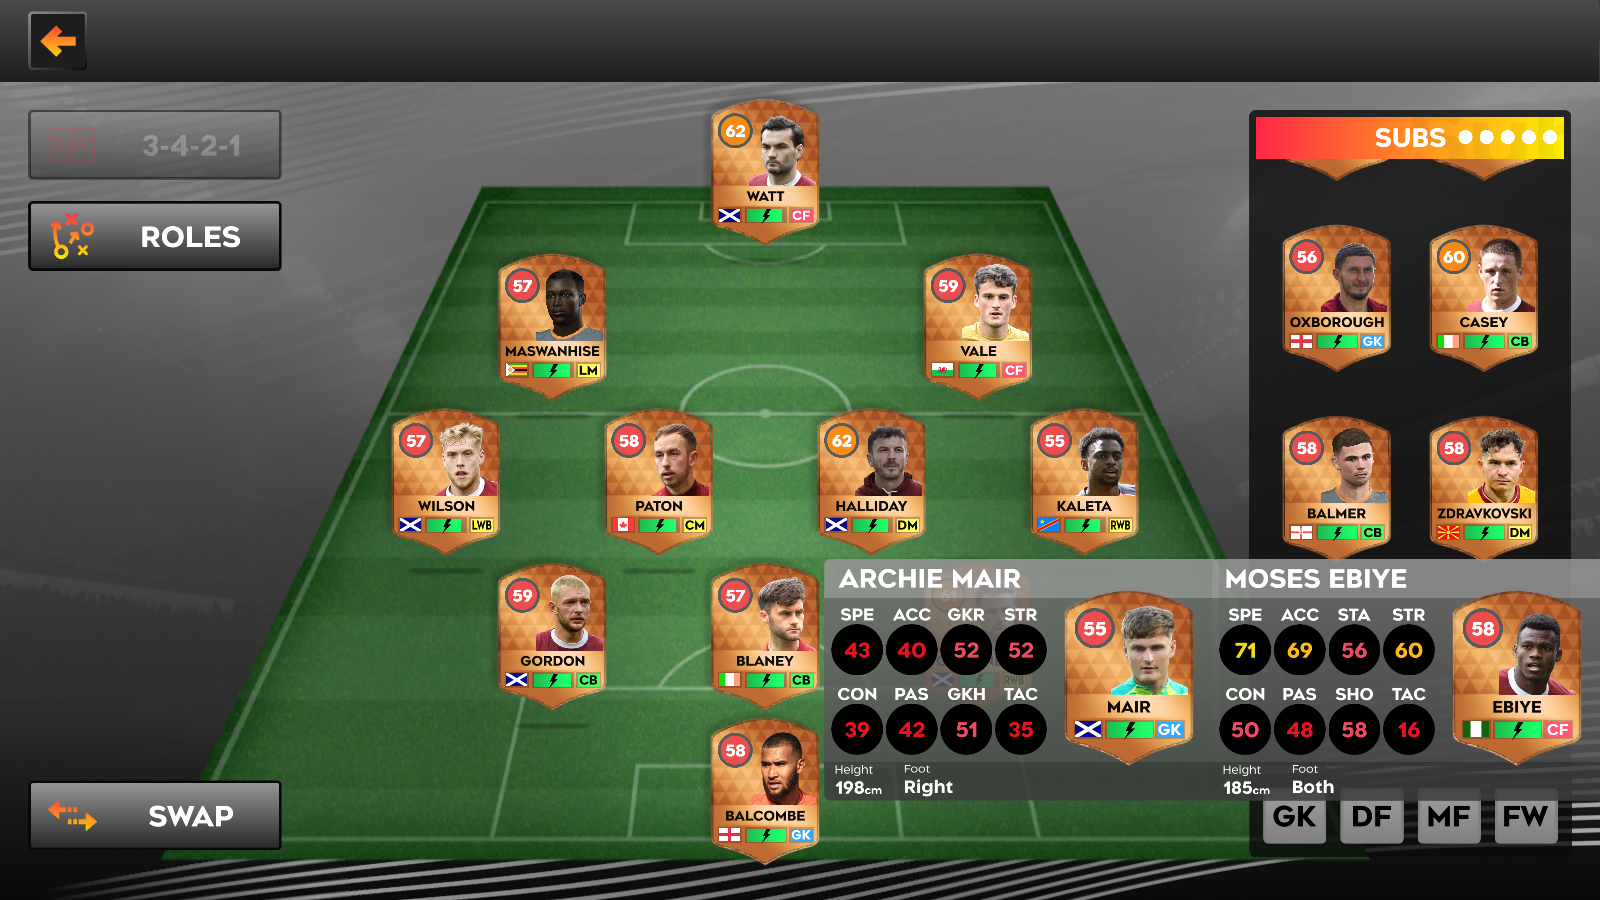 3-4-2-1
ROLES
SWAP
62
WATT
CF
57
MASWANHISE
LM
59
VALE
CF
57
WILSON
LWB
58
PATON
CM
62
HALLIDAY
DM
55
KALETA
RWB
59
GORDON
CB
57
BLANEY
CB
61
RWB
58
BALCOMBE
GK
SUBS
56
OXBOROUGH
GK
60
CASEY
CB
58
BALMER
CB
58
ZDRAVKOVSKI
DM
ARCHIE MAIR
SPE ACC GKR STR
43 40 52 52
CON PAS GKH TAC
39 42 51 35
Height Foot
198cm Right
55
MAIR
GK
MOSES EBIYE
SPE ACC STA STR
71 69 56 60
CON PAS SHO TAC
50 48 58 16
Height Foot
185cm Both
58
EBIYE
CF
GK DF MF FW